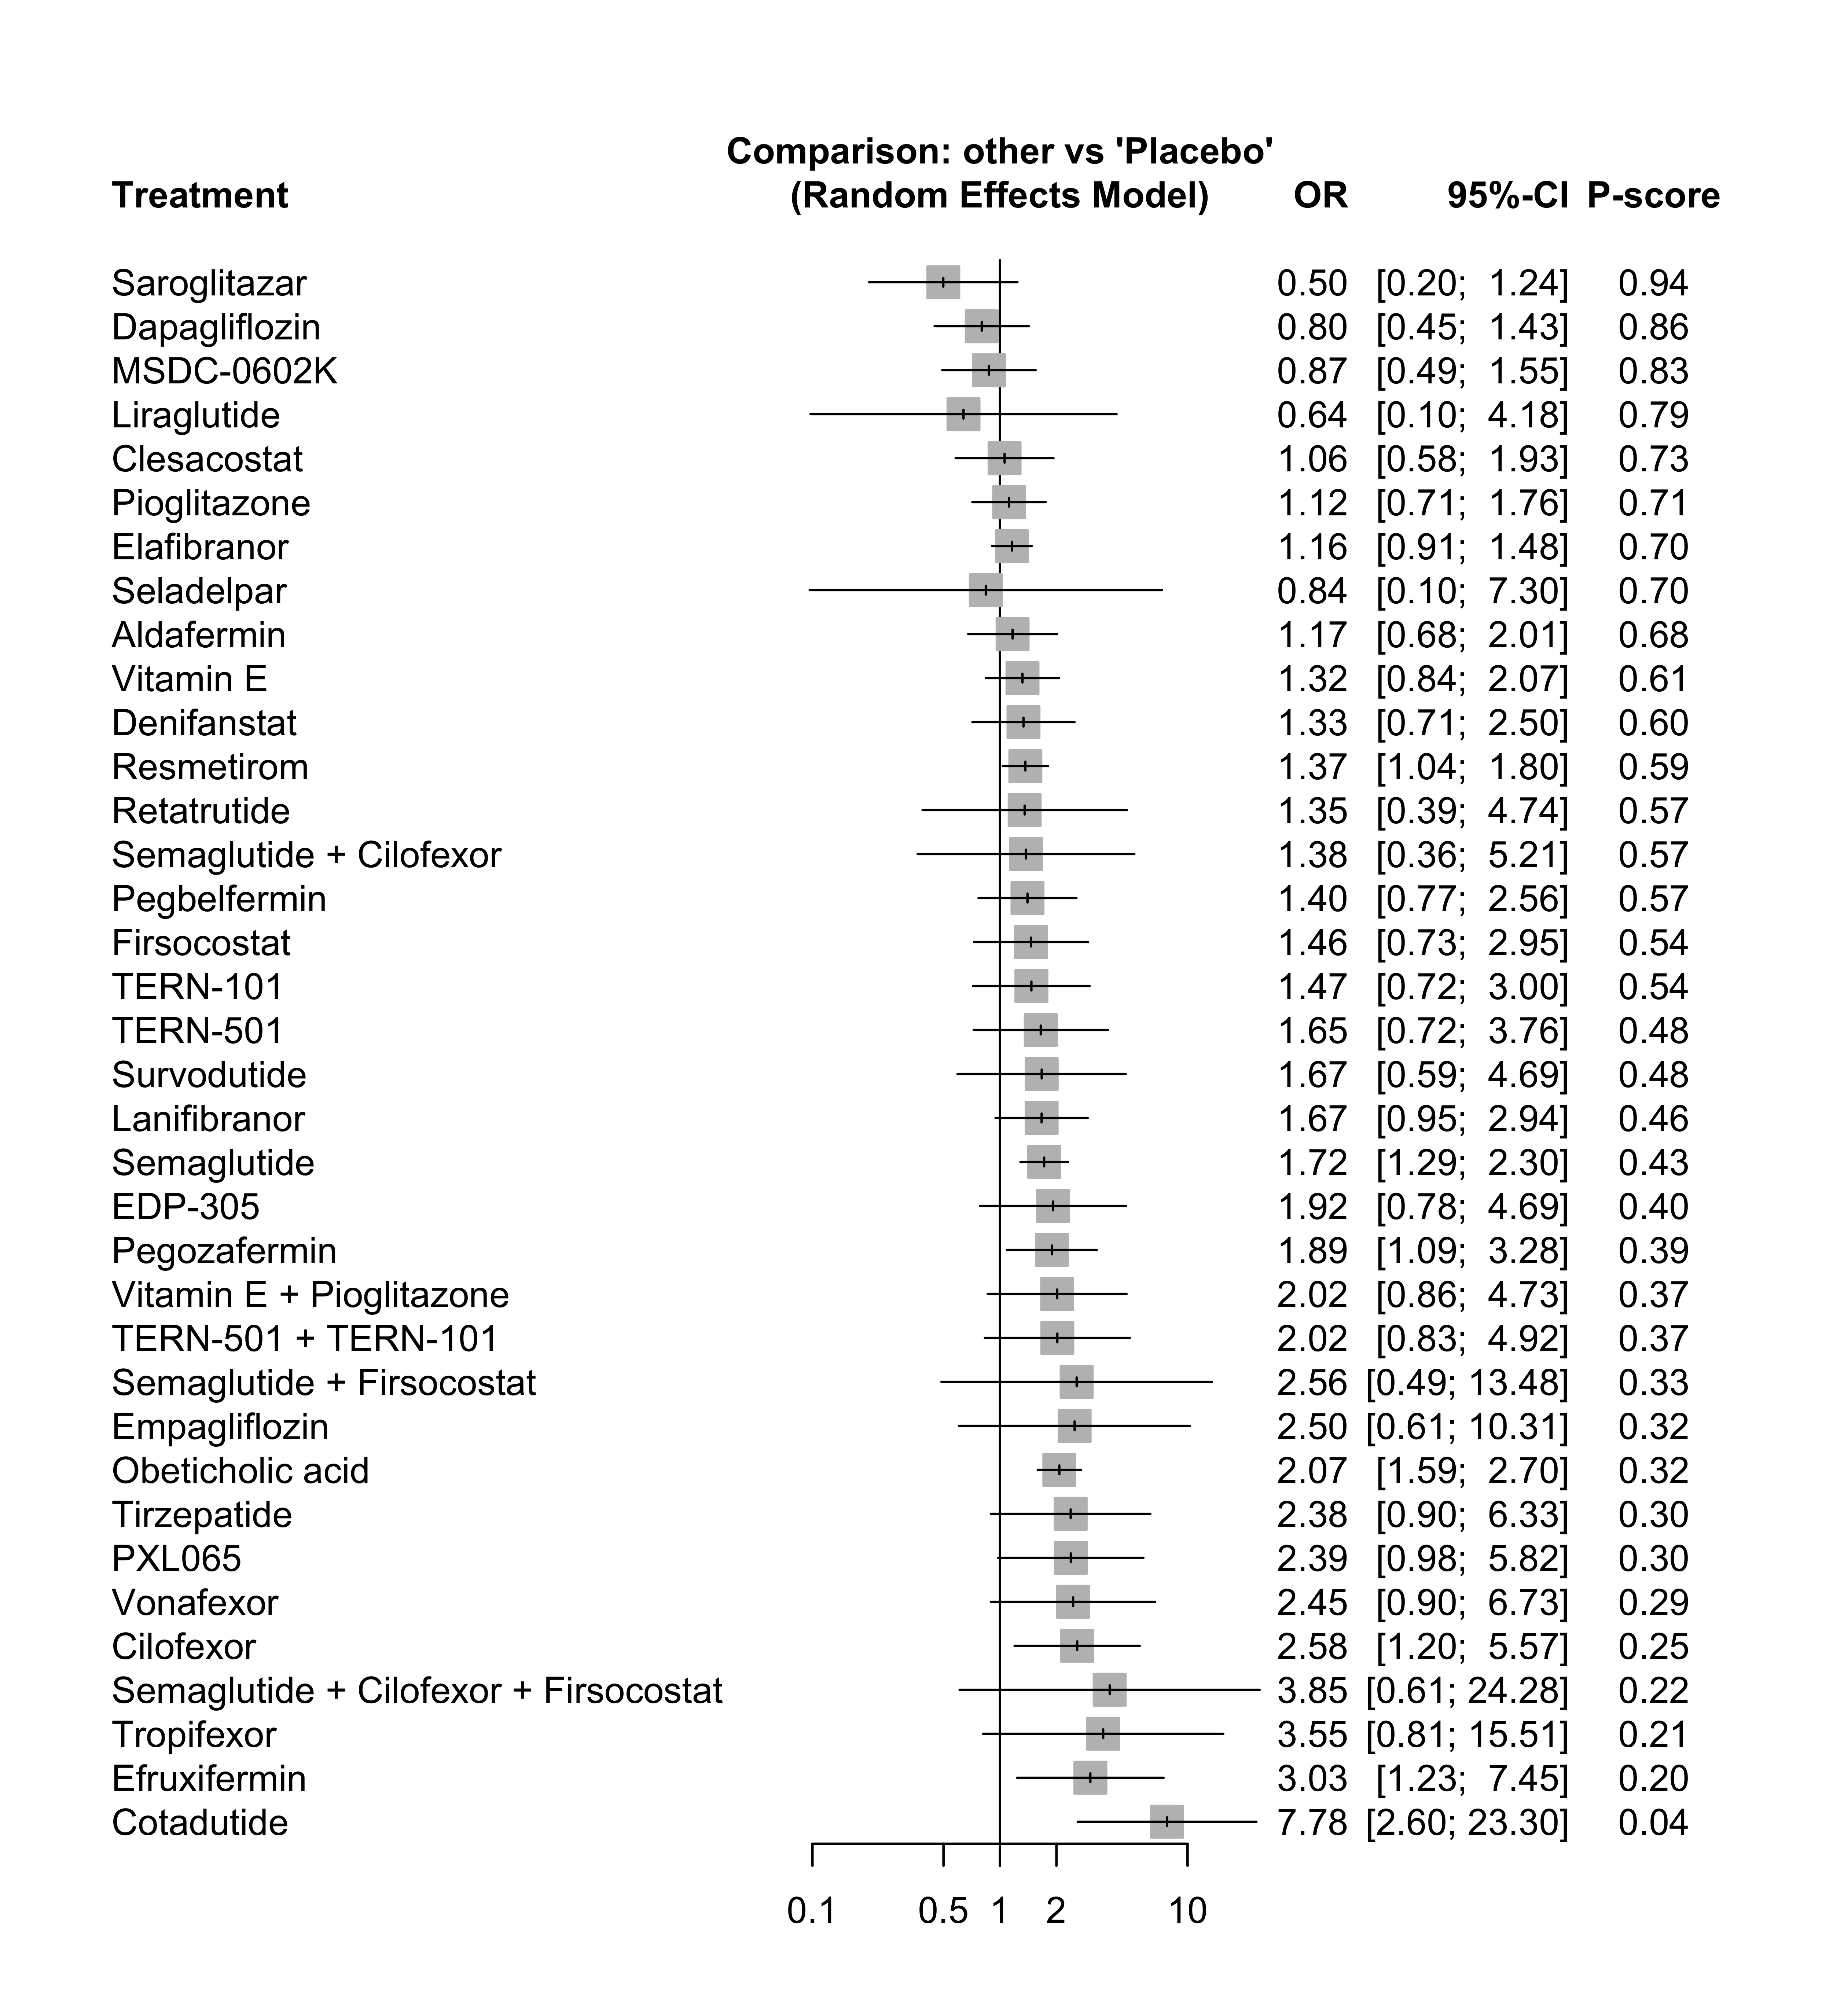 Comparison: other vs 'Placebo'
Treatment (Random Effects Model) OR 95%-CI P-score
Saroglitazar 0.50 [0.20; 1.24] 0.94
Dapagliflozin 0.80 [0.45; 1.43] 0.86
MSDC-0602K 0.87 [0.49; 1.55] 0.83
Liraglutide 0.64 [0.10; 4.18] 0.79
Clesacostat 1.06 [0.58; 1.93] 0.73
Pioglitazone 1.12 [0.71; 1.76] 0.71
Elafibranor 1.16 [0.91; 1.48] 0.70
Seladelpar 0.84 [0.10; 7.30] 0.70
Aldafermin 1.17 [0.68; 2.01] 0.68
Vitamin E 1.32 [0.84; 2.07] 0.61
Denifanstat 1.33 [0.71; 2.50] 0.60
Resmetirom 1.37 [1.04; 1.80] 0.59
Retatrutide 1.35 [0.39; 4.74] 0.57
Semaglutide + Cilofexor 1.38 [0.36; 5.21] 0.57
Pegbelfermin 1.40 [0.77; 2.56] 0.57
Firsocostat 1.46 [0.73; 2.95] 0.54
TERN-101 1.47 [0.72; 3.00] 0.54
TERN-501 1.65 [0.72; 3.76] 0.48
Survodutide 1.67 [0.59; 4.69] 0.48
Lanifibranor 1.67 [0.95; 2.94] 0.46
Semaglutide 1.72 [1.29; 2.30] 0.43
EDP-305 1.92 [0.78; 4.69] 0.40
Pegozafermin 1.89 [1.09; 3.28] 0.39
Vitamin E + Pioglitazone 2.02 [0.86; 4.73] 0.37
TERN-501 + TERN-101 2.02 [0.83; 4.92] 0.37
Semaglutide + Firsocostat 2.56 [0.49; 13.48] 0.33
Empagliflozin 2.50 [0.61; 10.31] 0.32
Obeticholic acid 2.07 [1.59; 2.70] 0.32
Tirzepatide 2.38 [0.90; 6.33] 0.30
PXL065 2.39 [0.98; 5.82] 0.30
Vonafexor 2.45 [0.90; 6.73] 0.29
Cilofexor 2.58 [1.20; 5.57] 0.25
Semaglutide + Cilofexor + Firsocostat 3.85 [0.61; 24.28] 0.22
Tropifexor 3.55 [0.81; 15.51] 0.21
Efruxifermin 3.03 [1.23; 7.45] 0.20
Cotadutide 7.78 [2.60; 23.30] 0.04
0.1 0.5 1 2 10